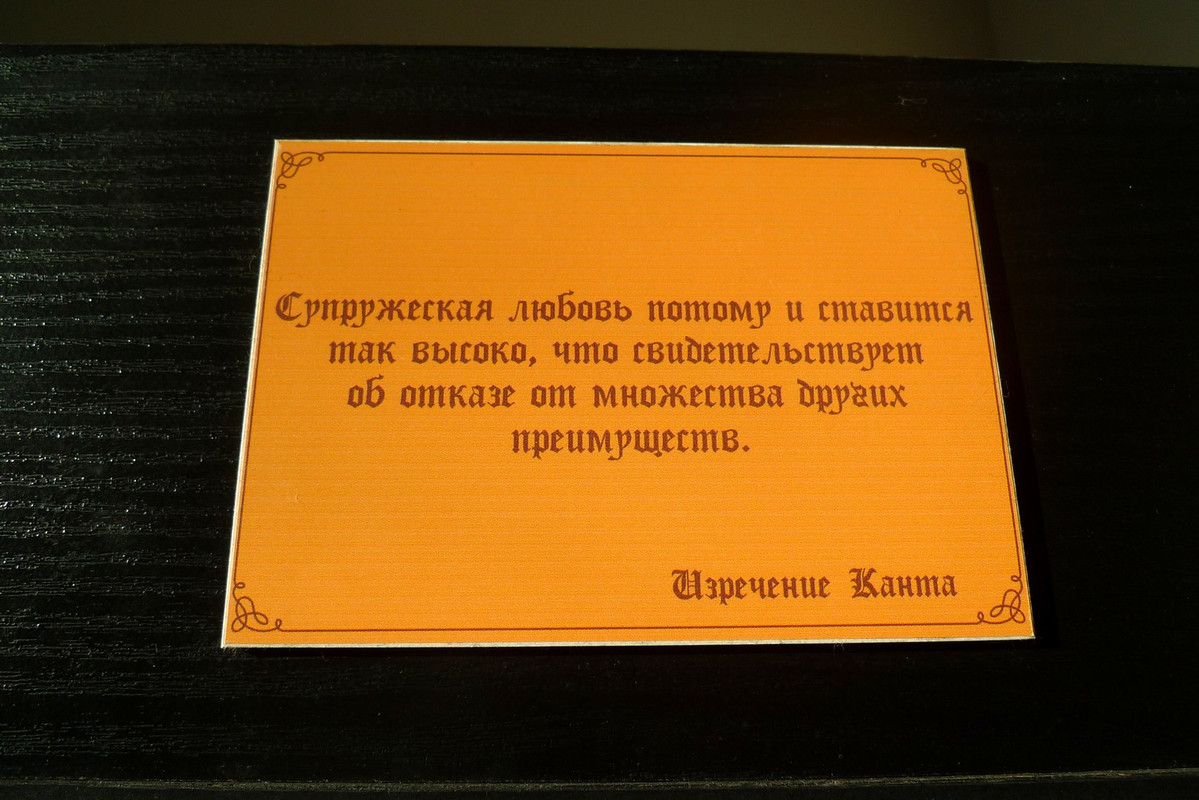 Супружеская любовь потому и ставится
так высоко, что свидетельствует
об отказе от множества других
преимуществ.
Изречение Канта